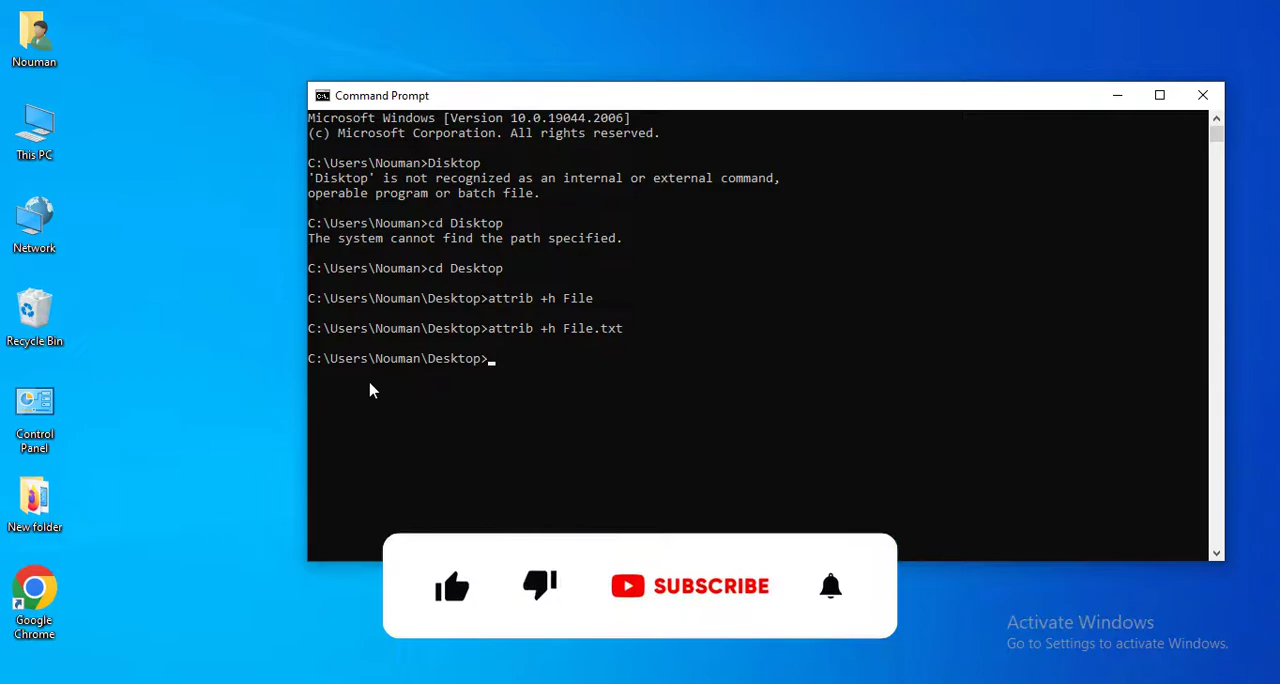 Nouman
This PC
Network
Recycle Bin
Control
Panel
New folder
Google
Chrome
Command Prompt
Microsoft Windows [Version 10.0.19044.2006]
(c) Microsoft Corporation. All rights reserved.
C:\Users\Nouman>Disktop
'Disktop' is not recognized as an internal or external command,
operable program or batch file.
C:\Users\Nouman>cd Disktop
The system cannot find the path specified.
C:\Users\Nouman>cd Desktop
C:\Users\Nouman\Desktop>attrib +h File
C:\Users\Nouman\Desktop>attrib +h File.txt
C:\Users\Nouman\Desktop>
SUBSCRIBE
Activate Windows
Go to Settings to activate Windows.